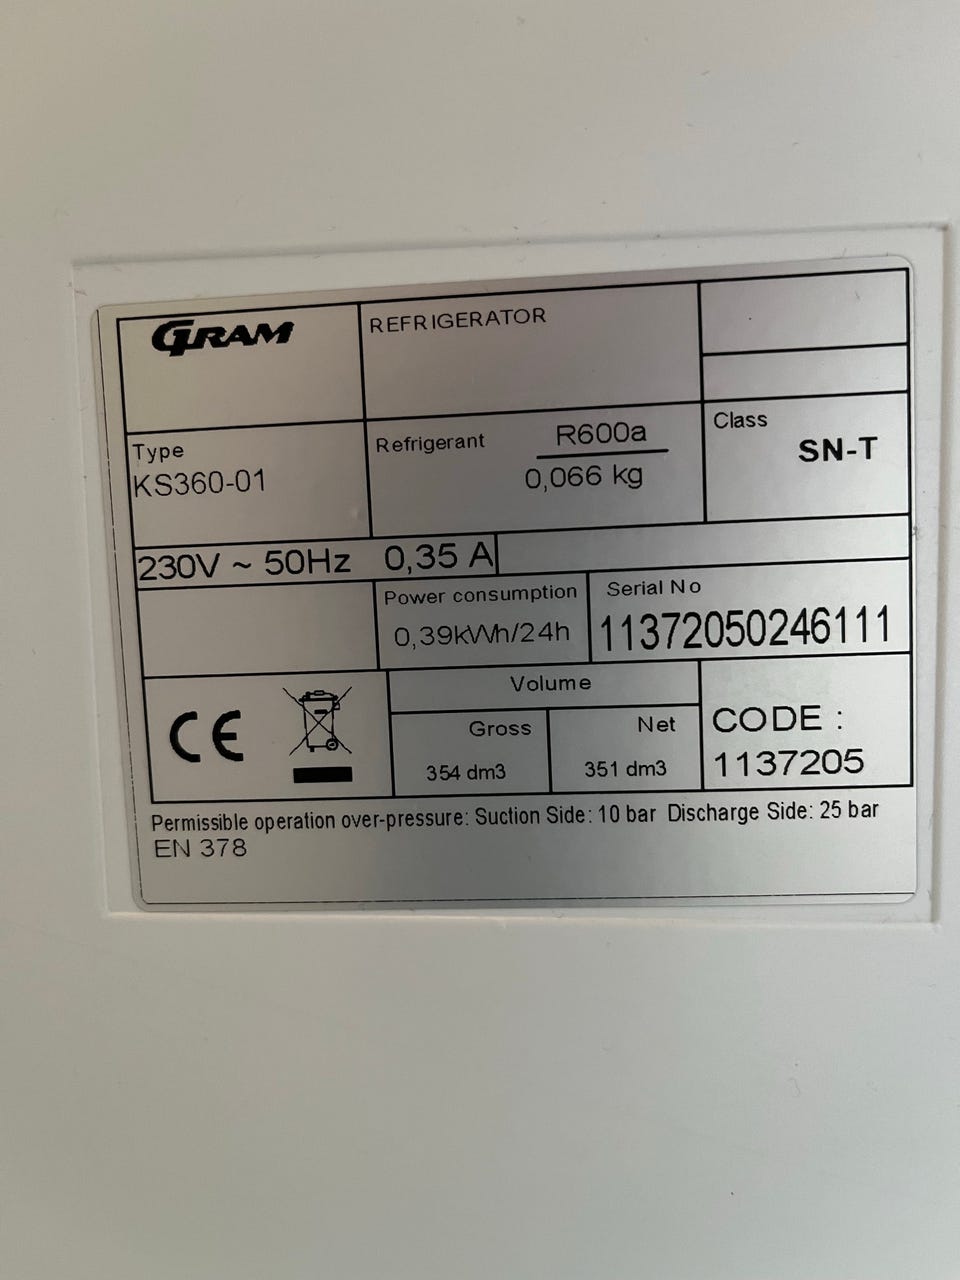 GRAM
REFRIGERATOR
Type
KS360-01
Refrigerant
R600a
0,066 kg
Class
SN-T
230V ~ 50Hz 0,35 A
Power consumption
0,39kWh/24h
Serial No
11372050246111
CE
Volume
Gross
354 dm3
Net
351 dm3
CODE :
1137205
Permissible operation over-pressure: Suction Side: 10 bar Discharge Side: 25 bar
EN 378